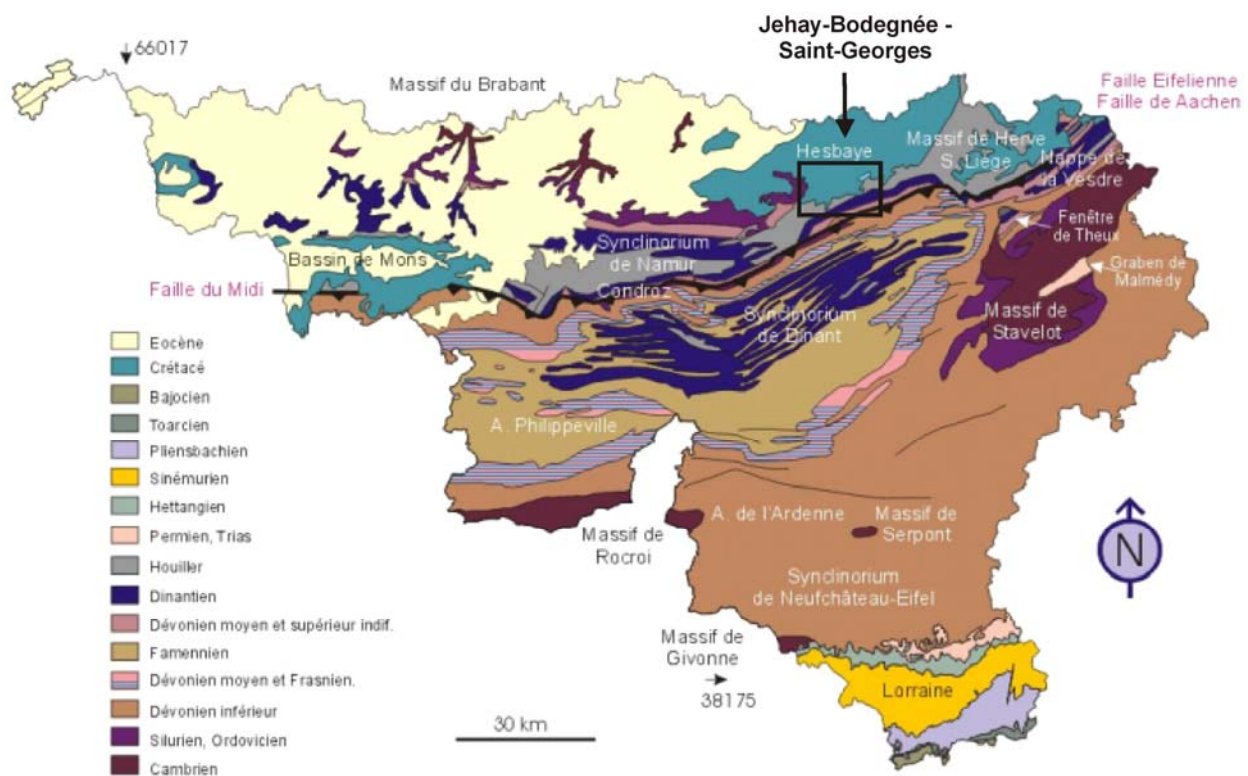 Jehay-Bodegnée -
Saint-Georges
66017
Massif du Brabant
Faille Eifelienne
Faille de Aachen
Hesbaye
Massif de Herve
S. Liège
Nappe de
la Vesdre
Fenêtre
de Theux
Graben de
Malmédy
Synclinorium
de Namur
Bassin de Mons
Faille du Midi
Condroz
Synclinorium
de Dinant
Massif de
Stavelot
Eocène
Crétacé
Bajocien
Toarcien
Pliensbachien
Sinémurien
Hettangien
Permien, Trias
Houiller
Dinantien
Dévonien moyen et supérieur indif.
Famennien
Dévonien moyen et Frasnien.
Dévonien inférieur
Silurien, Ordovicien
Cambrien
A. Philippeville
Massif de
Rocroi
A. de l'Ardenne
Massif de
Serpont
Synclinorium
de Neufchâteau-Eifel
Massif de
Givonne
38175
Lorraine
30 km
N